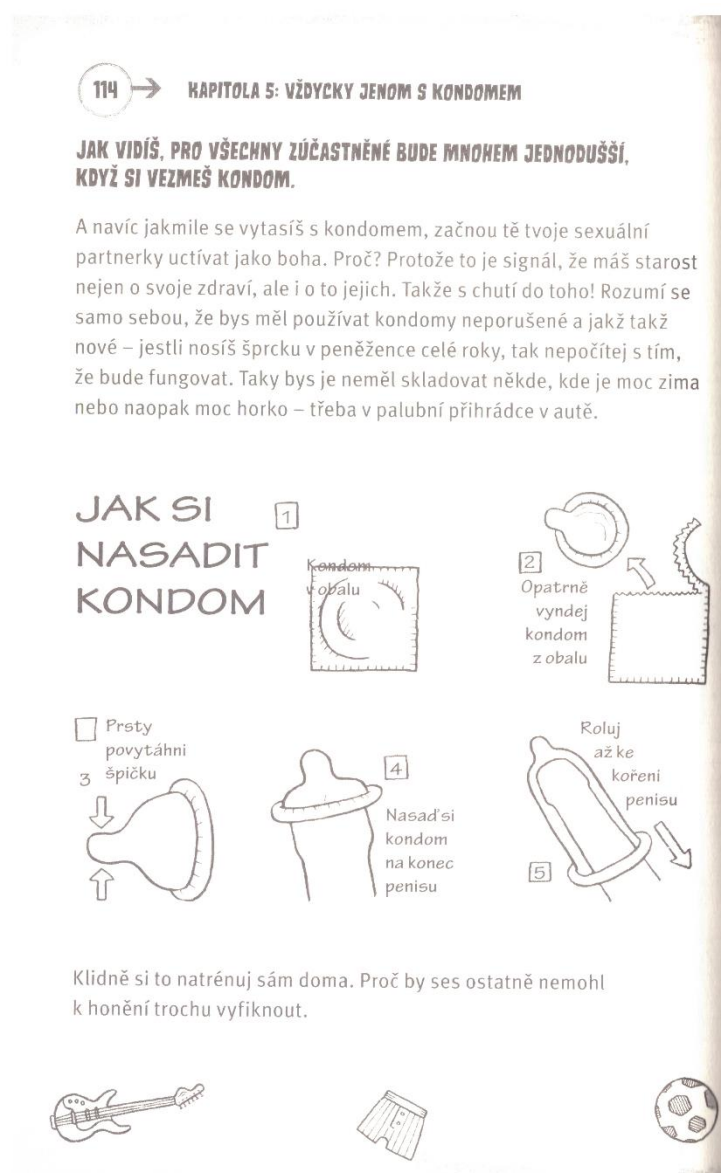 114 → KAPITOLA 5: VŽDYCKY JENOM S KONDOMEM
JAK VIDÍŠ, PRO VŠECHNY ZÚČASTNĚNÉ BUDE MNOHEM JEDNODUŠŠÍ,
KDYŽ SI VEZMEŠ KONDOM.
A navíc jakmile se vytasíš s kondomem, začnou tě tvoje sexuální
partnerky uctívat jako boha. Proč? Protože to je signál, že máš starost
nejen o svoje zdraví, ale i o to jejich. Takže s chutí do toho! Rozumí se
samo sebou, že bys měl používat kondomy neporušené a jakž takž
nové – jestli nosíš šprcku v peněžence celé roky, tak nepočítej s tím,
že bude fungovat. Taky bys je neměl skladovat někde, kde je moc zima
nebo naopak moc horko – třeba v palubní přihrádce v autě.
JAK SI
NASADIT
KONDOM
1
Kondom
v obalu
2
Opatrně
vyndej
kondom
z obalu
3
Prsty
povytáhni
špičku
4
Nasaď si
kondom
na konec
penisu
5
Roluj
až ke
koření
penisu
Klidně si to natrénuj sám doma. Proč by ses ostatně nemohl
k honění trochu vyfiknout.